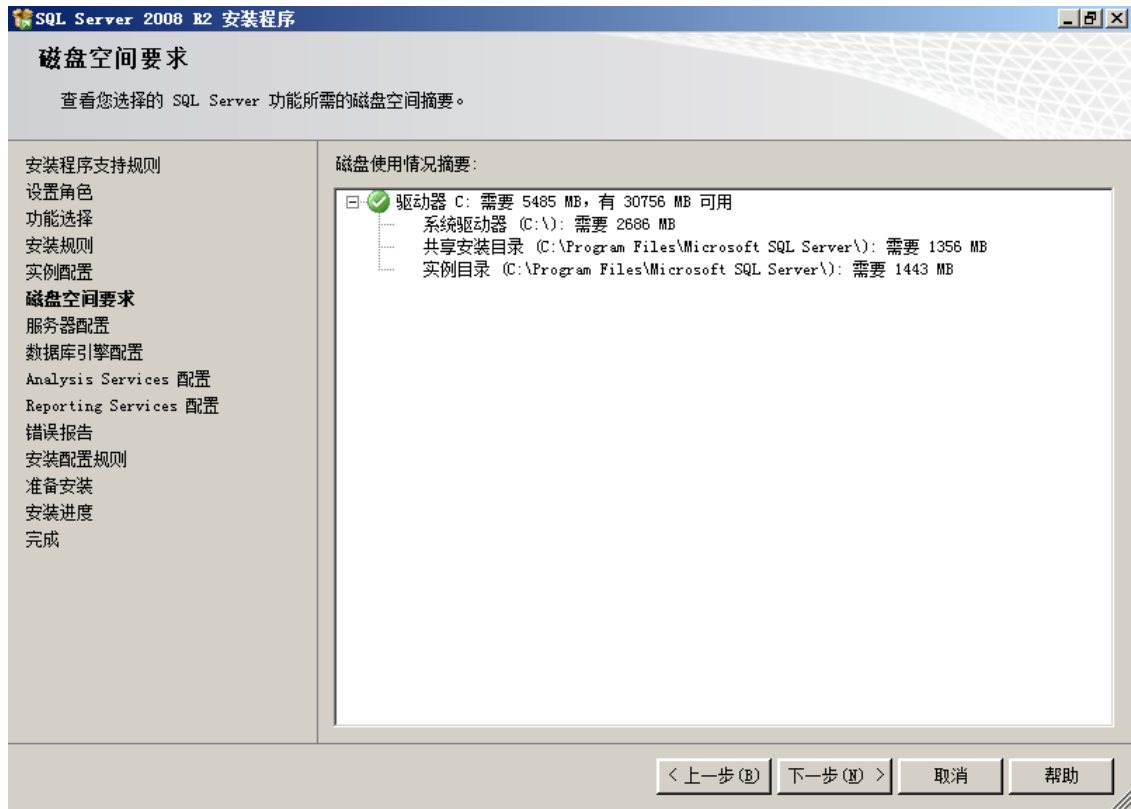 SQL Server 2008 R2 安装程序
磁盘空间要求
查看您选择的 SQL Server 功能所需的磁盘空间摘要。
安装程序支持规则
设置角色
功能选择
安装规则
实例配置
磁盘空间要求
服务器配置
数据库引擎配置
Analysis Services 配置
Reporting Services 配置
错误报告
安装配置规则
准备安装
安装进度
完成
磁盘使用情况摘要:
驱动器 C: 需要 5485 MB，有 30756 MB 可用
系统驱动器 (C:\): 需要 2686 MB
共享安装目录 (C:\Program Files\Microsoft SQL Server\): 需要 1356 MB
实例目录 (C:\Program Files\Microsoft SQL Server\): 需要 1443 MB
< 上一步(B) 下一步(N) > 取消 帮助